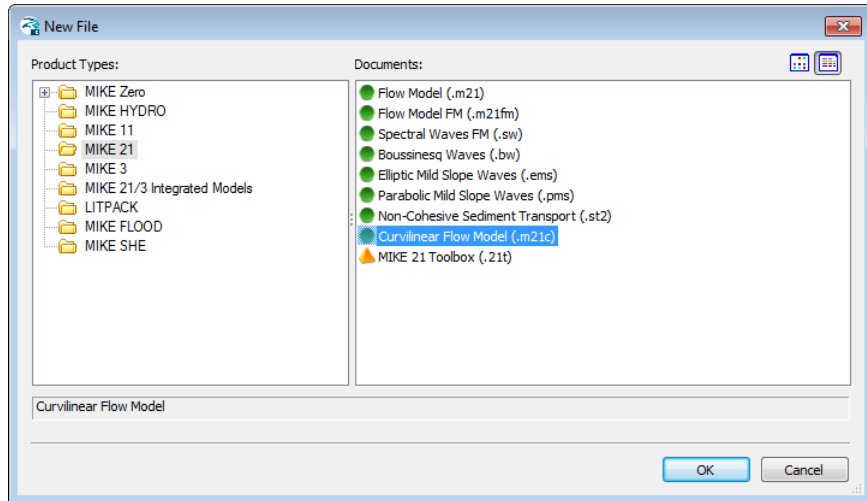 New File
Product Types:
MIKE Zero
MIKE HYDRO
MIKE 11
MIKE 21
MIKE 3
MIKE 21/3 Integrated Models
LITPACK
MIKE FLOOD
MIKE SHE
Documents:
Flow Model (.m21)
Flow Model FM (.m21fm)
Spectral Waves FM (.sw)
Boussinesq Waves (.bw)
Elliptic Mild Slope Waves (.ems)
Parabolic Mild Slope Waves (.pms)
Non-Cohesive Sediment Transport (.st2)
Curvilinear Flow Model (.m21c)
MIKE 21 Toolbox (.21t)
Curvilinear Flow Model
OK
Cancel